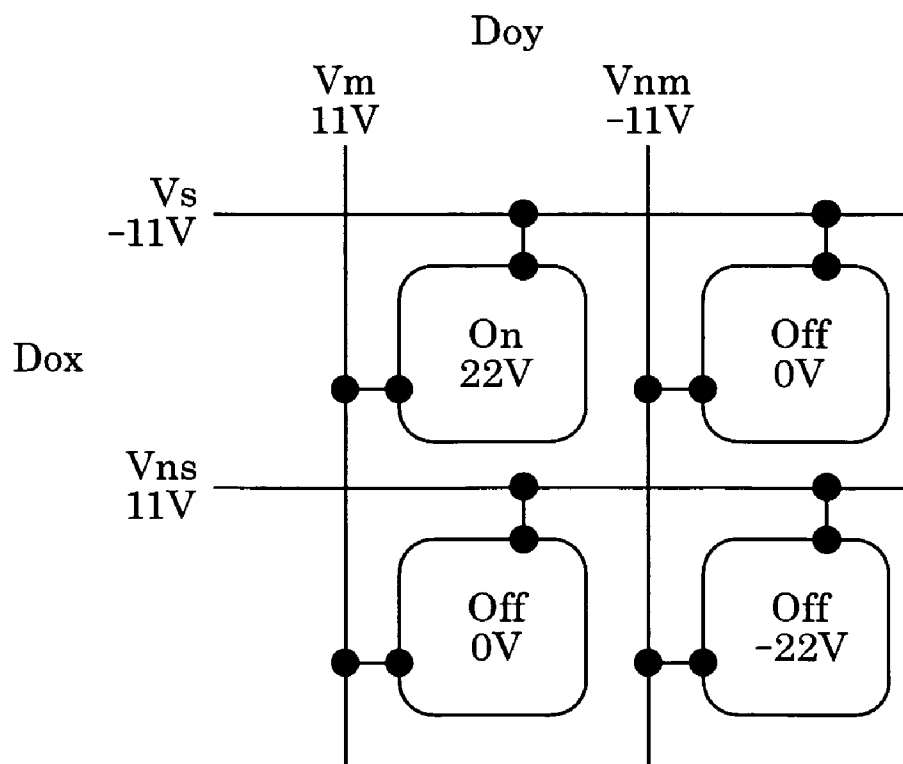 Doy
Vm
11V
Vnm
-11V
Vs
-11V
On
22V
Off
0V
Dox
Vns
11V
Off
0V
Off
-22V